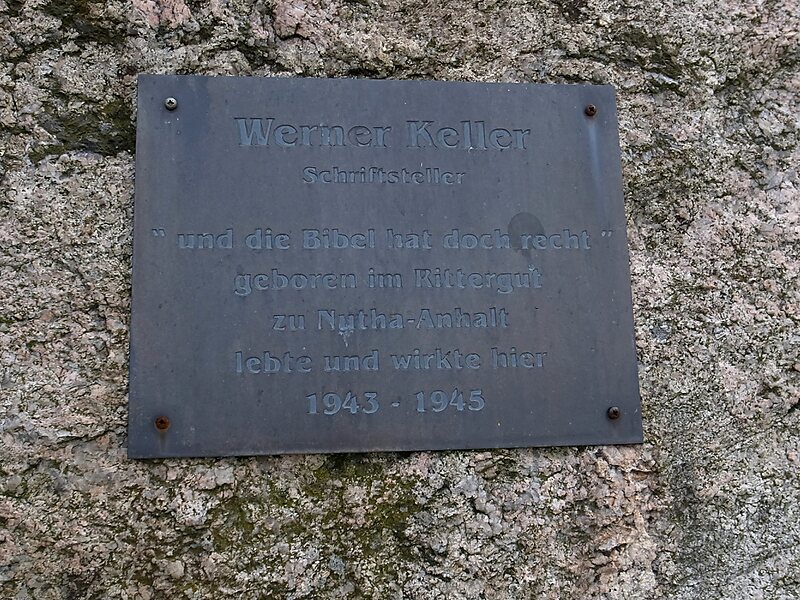 Werner Keller
Schriftsteller
" und die Bibel hat doch recht "
geboren im Rittergut
zu Nutha-Anhalt
lebte und wirkte hier
1943 - 1945